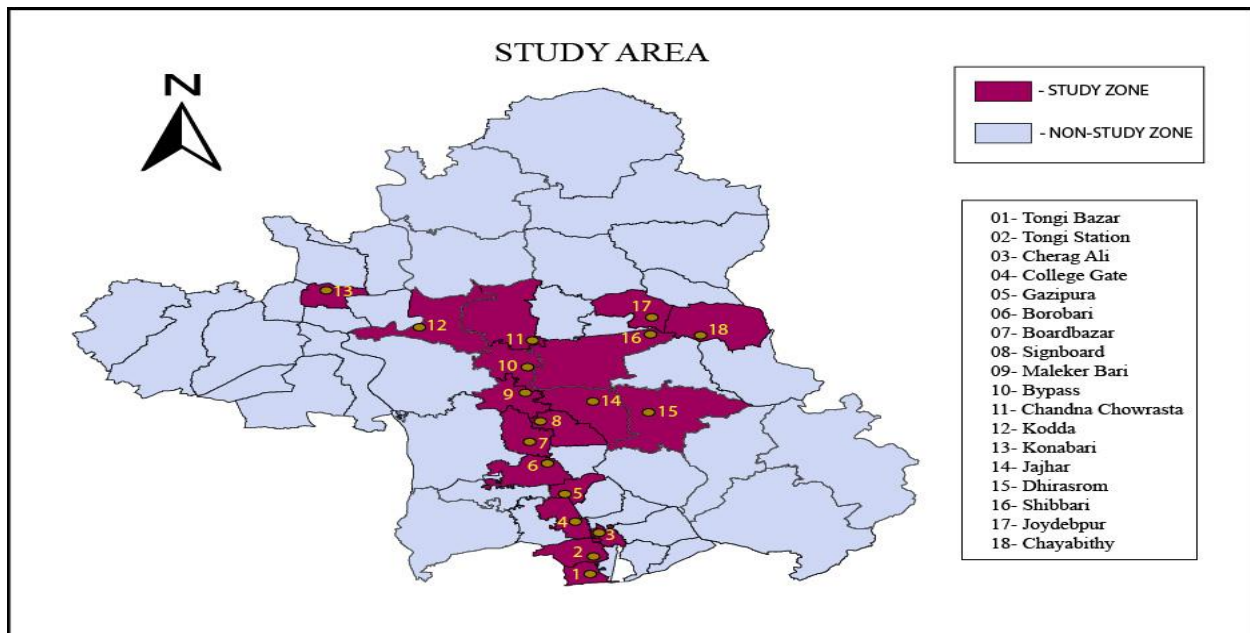 STUDY AREA
N
- STUDY ZONE
- NON-STUDY ZONE
01- Tongi Bazar
02- Tongi Station
03- Cherag Ali
04- College Gate
05- Gazipura
06- Borobari
07- Boardbazar
08- Signboard
09- Maleker Bari
10- Bypass
11- Chandna Chowrasta
12- Kodda
13- Konabari
14- Jajhar
15- Dhirasrom
16- Shibbari
17- Joydebpur
18- Chayabithy
13
17
12
16
18
11
10
9
14
15
8
7
6
5
4
3
2
1